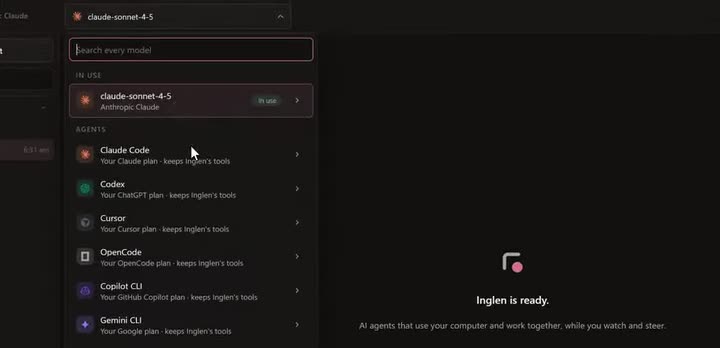 : Claude
claude-sonnet-4-5
Search every model
IN USE
claude-sonnet-4-5
Anthropic Claude
In use
AGENTS
Claude Code
Your Claude plan · keeps Inglen's tools
Codex
Your ChatGPT plan · keeps Inglen's tools
Cursor
Your Cursor plan · keeps Inglen's tools
OpenCode
Your OpenCode plan · keeps Inglen's tools
Copilot CLI
Your GitHub Copilot plan · keeps Inglen's tools
Gemini CLI
Your Google plan · keeps Inglen's tools
6:31 am
Inglen is ready.
AI agents that use your computer and work together, while you watch and steer.